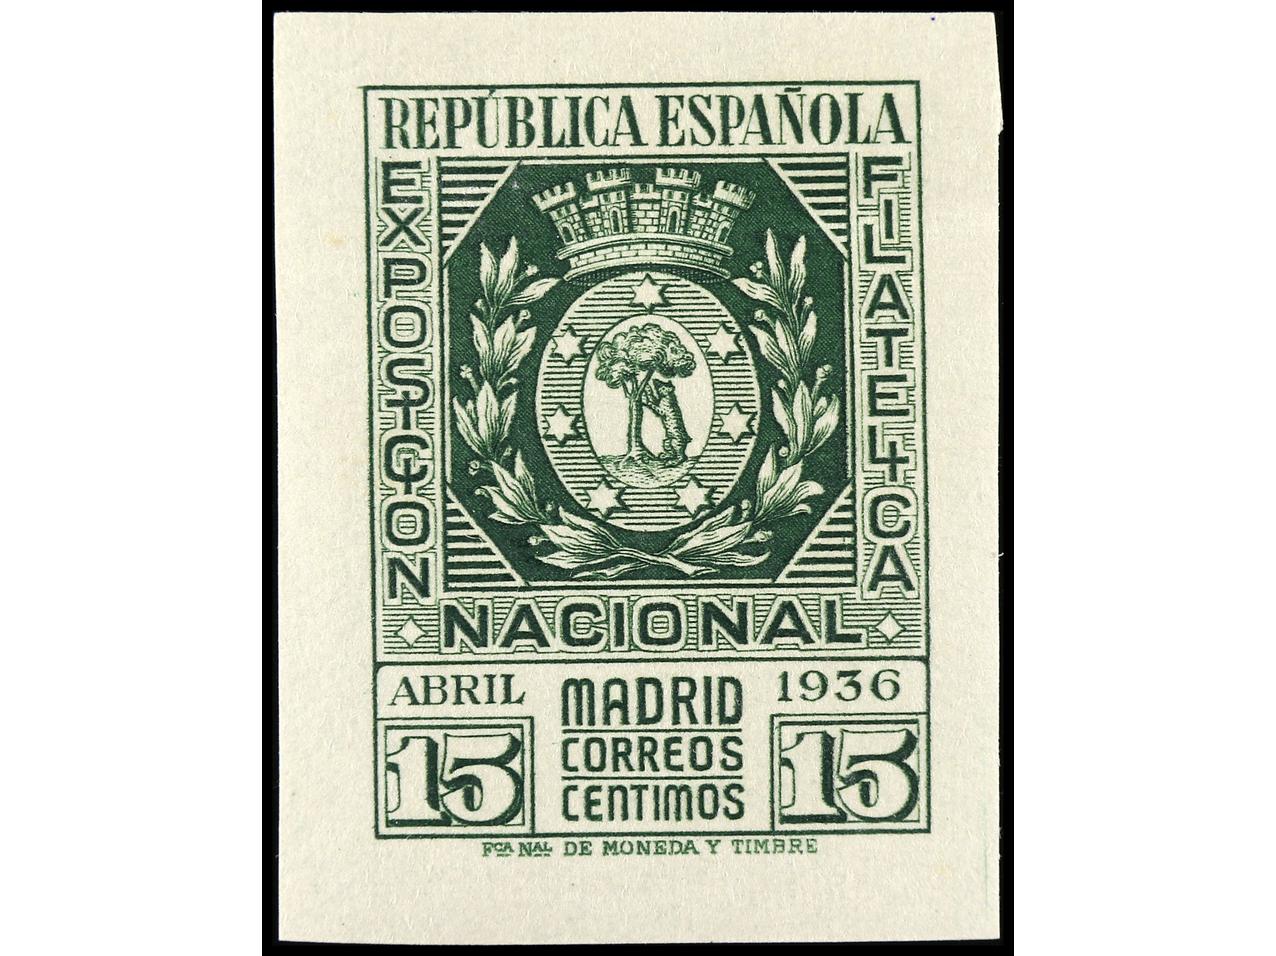 REPÚBLICA ESPAÑOLA
EXPOSICION
FILATELICA
NACIONAL
ABRIL
MADRID
1936
15
CORREOS
15
CENTIMOS
FCA NAL DE MONEDA Y TIMBRE